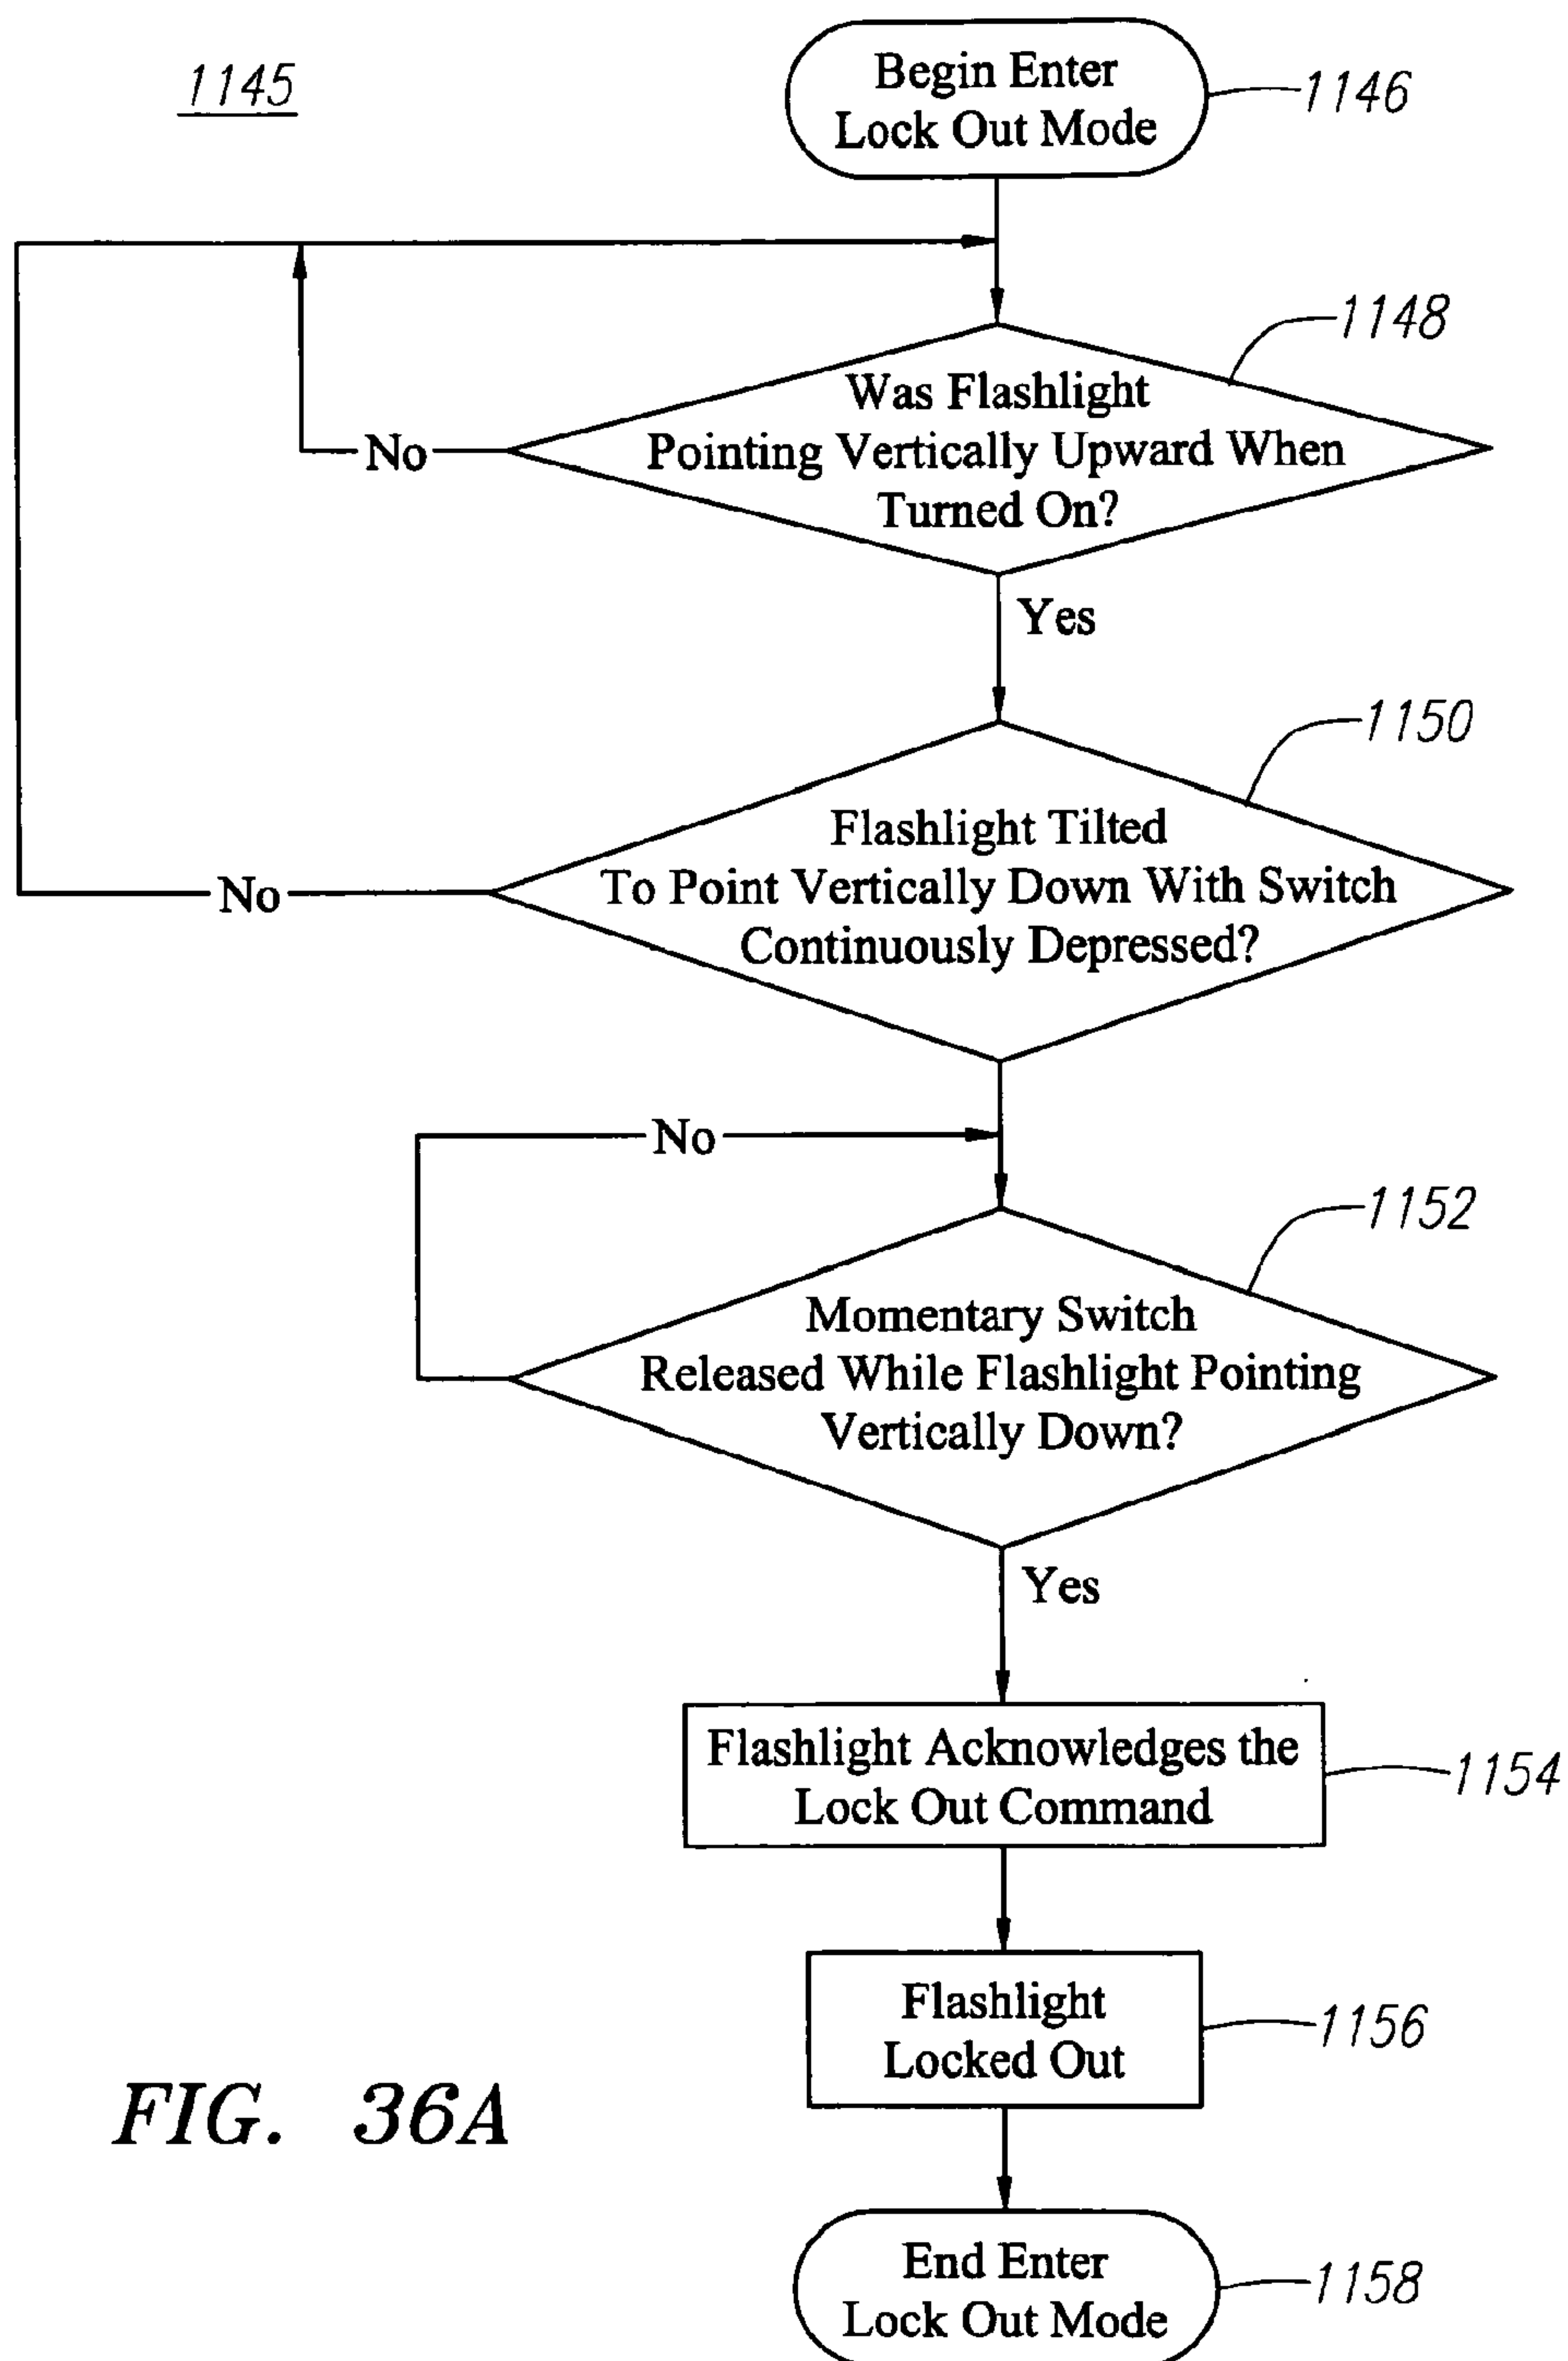 1145
Begin Enter
Lock Out Mode
1146
1148
Was Flashlight
Pointing Vertically Upward When
Turned On?
No
Yes
1150
Flashlight Tilted
To Point Vertically Down With Switch
Continuously Depressed?
No
No
1152
Momentary Switch
Released While Flashlight Pointing
Vertically Down?
Yes
Flashlight Acknowledges the
Lock Out Command
1154
Flashlight
Locked Out
1156
FIG. 36A
End Enter
Lock Out Mode
1158